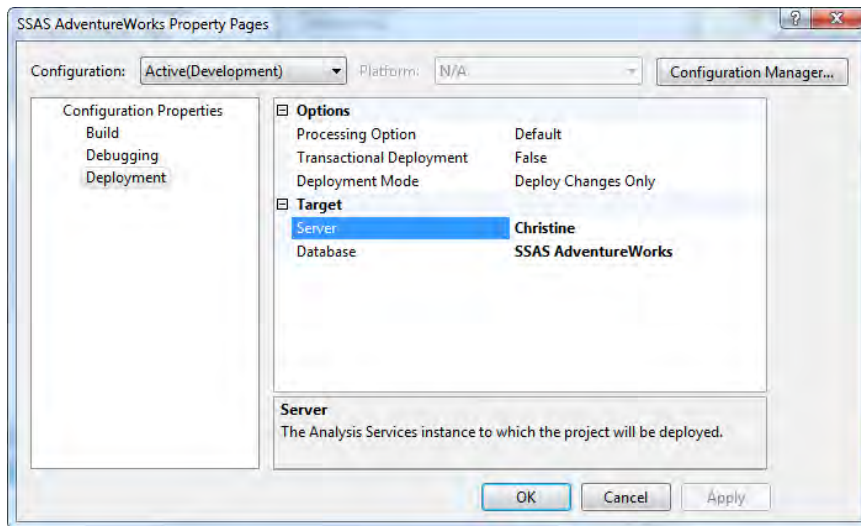 SSAS AdventureWorks Property Pages
Configuration: Active(Development) Platform: N/A Configuration Manager...
Configuration Properties
Build
Debugging
Deployment
Options
Processing Option Default
Transactional Deployment False
Deployment Mode Deploy Changes Only
Target
Server Christine
Database SSAS AdventureWorks
Server
The Analysis Services instance to which the project will be deployed.
OK Cancel Apply